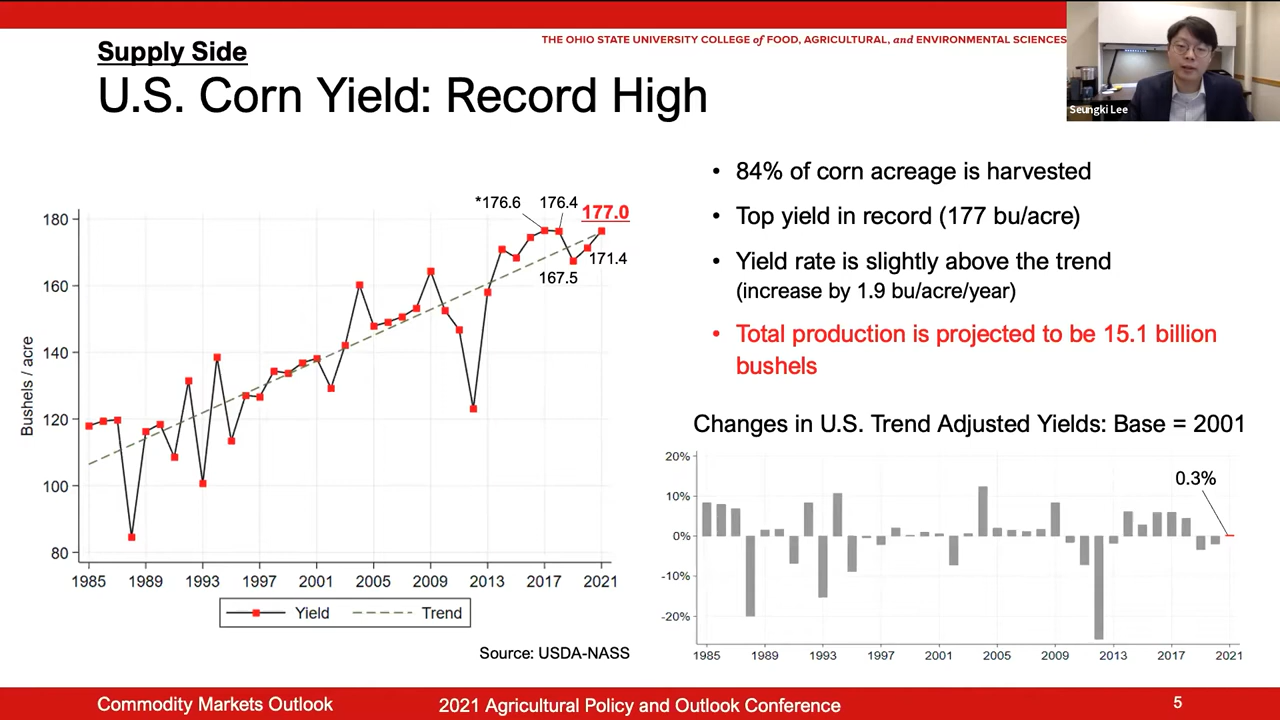 THE OHIO STATE UNIVERSITY COLLEGE of FOOD, AGRICULTURAL, and ENVIRONMENTAL SCIENCES
Supply Side
U.S. Corn Yield: Record High
Seungki Lee
• 84% of corn acreage is harvested
• Top yield in record (177 bu/acre)
• Yield rate is slightly above the trend
(increase by 1.9 bu/acre/year)
• Total production is projected to be 15.1 billion
bushels
*176.6
176.4
177.0
171.4
167.5
Bushels / acre
180
160
140
120
100
80
1985 1989 1993 1997 2001 2005 2009 2013 2017 2021
Yield Trend
Source: USDA-NASS
Changes in U.S. Trend Adjusted Yields: Base = 2001
20%
10%
0%
-10%
-20%
0.3%
1985 1989 1993 1997 2001 2005 2009 2013 2017 2021
Commodity Markets Outlook
2021 Agricultural Policy and Outlook Conference
5